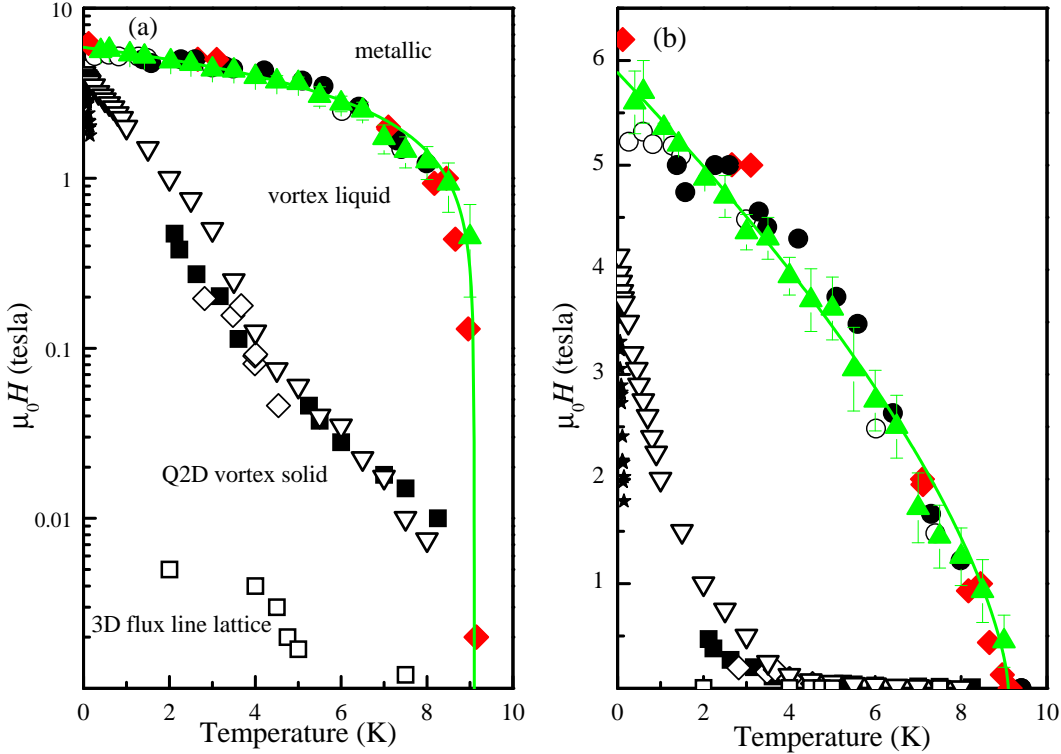 (a)
metallic
vortex liquid
Q2D vortex solid
3D flux line lattice
10
1
0.1
0.01
μ₀H (tesla)
0 2 4 6 8 10
Temperature (K)
(b)
6
5
4
3
2
1
μ₀H (tesla)
0 2 4 6 8 10
Temperature (K)